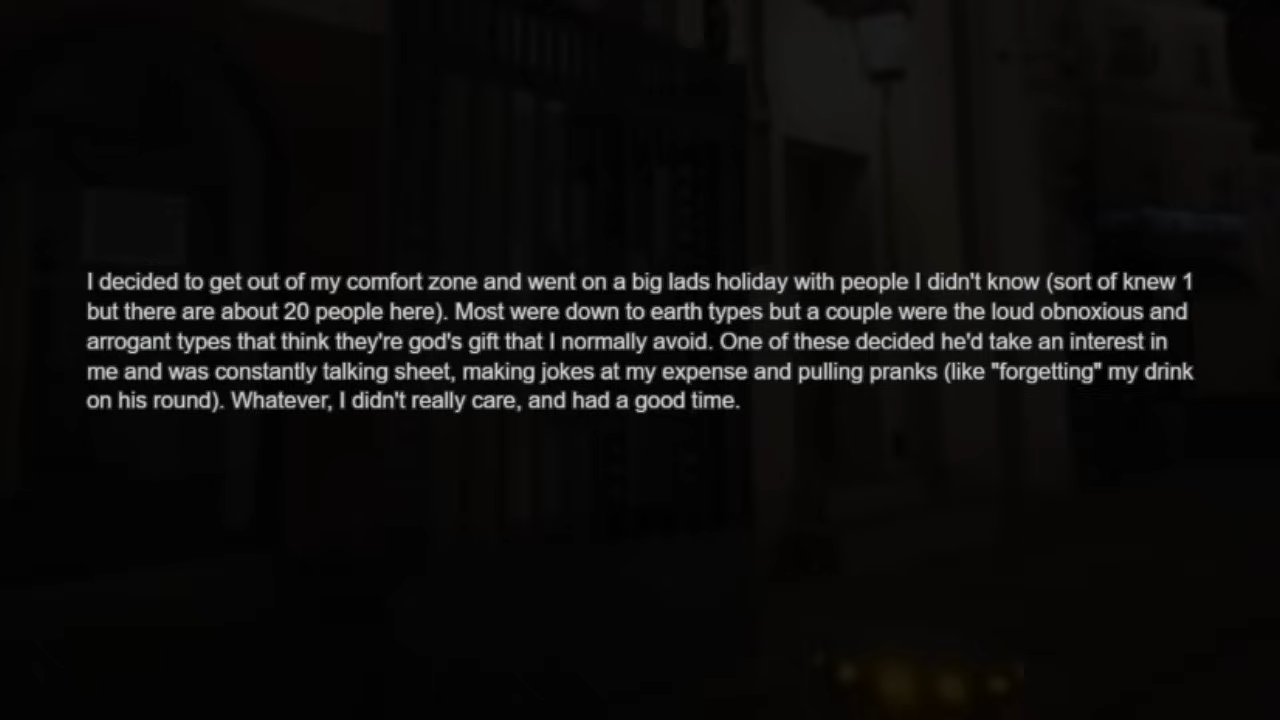 I decided to get out of my comfort zone and went on a big lads holiday with people I didn't know (sort of knew 1
but there are about 20 people here). Most were down to earth types but a couple were the loud obnoxious and
arrogant types that think they're god's gift that I normally avoid. One of these decided he'd take an interest in
me and was constantly talking sheet, making jokes at my expense and pulling pranks (like "forgetting" my drink
on his round). Whatever, I didn't really care, and had a good time.